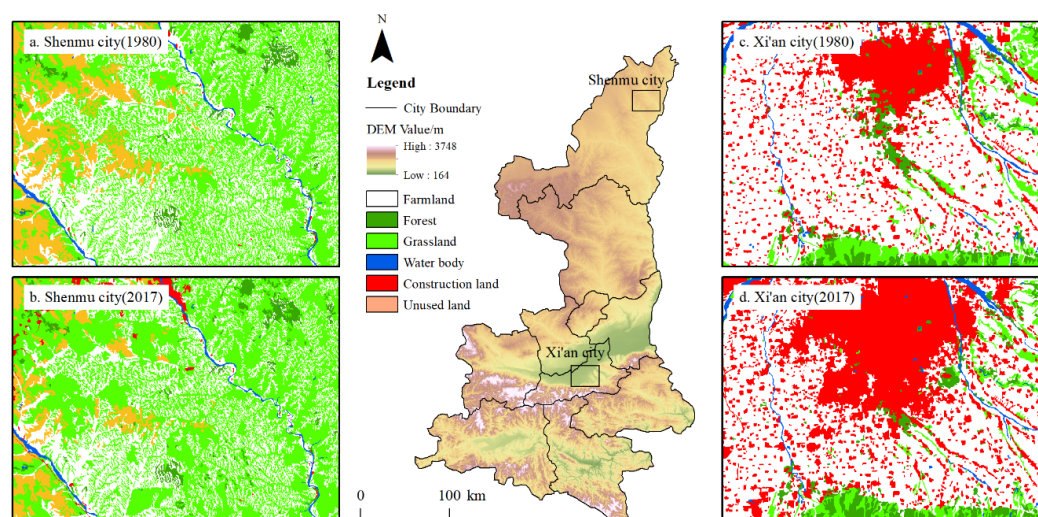 a. Shenmu city(1980)
b. Shenmu city(2017)
N
Legend
City Boundary
DEM Value/m
High : 3748
Low : 164
Farmland
Forest
Grassland
Water body
Construction land
Unused land
Shenmu city
Xi'an city
0 100 km
c. Xi'an city(1980)
d. Xi'an city(2017)